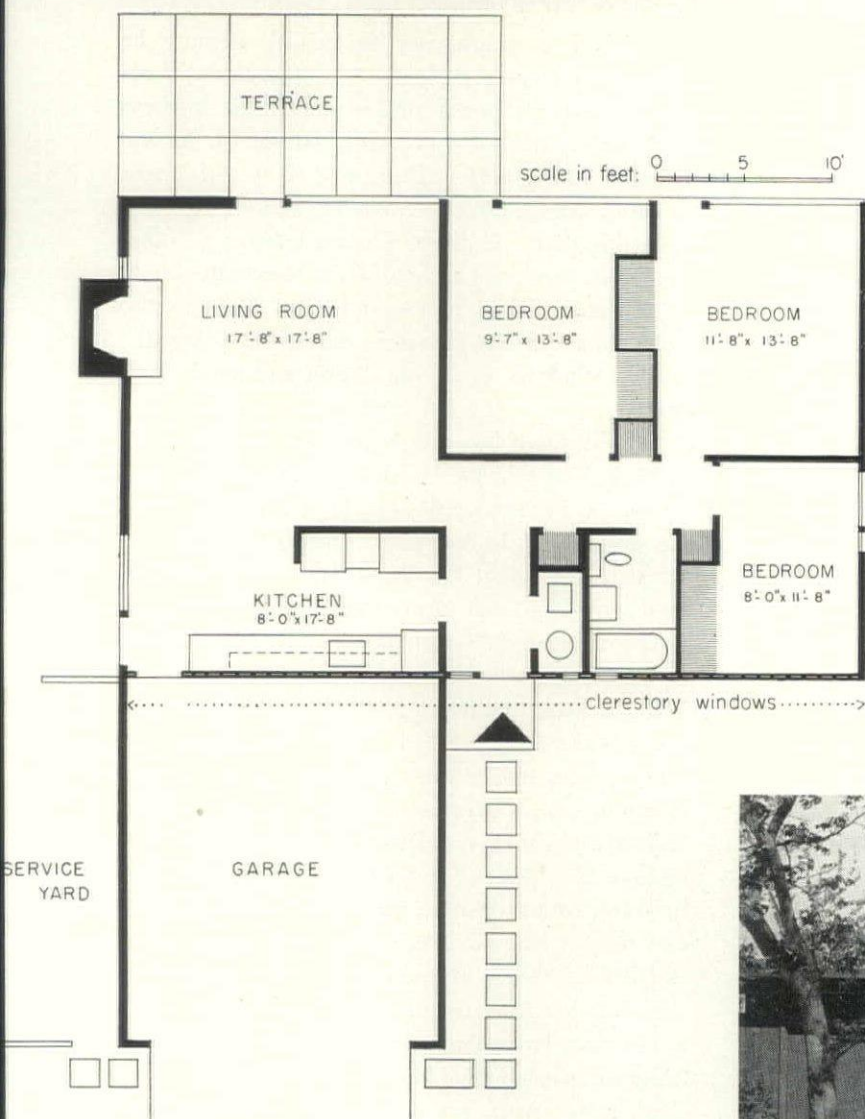 TERRACE
scale in feet: 0 5 10'
LIVING ROOM
17'-8" x 17'-8"
BEDROOM
9'-7" x 13'-8"
BEDROOM
11'-8" x 13'-8"
KITCHEN
8'-0" x 17'-8"
BEDROOM
8'-0" x 11'-8"
clerestory windows
SERVICE
YARD
GARAGE